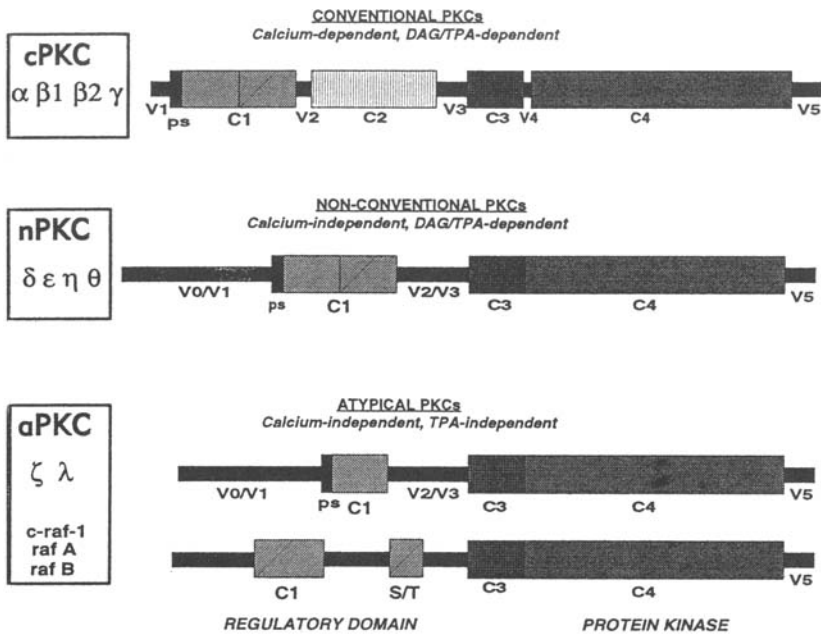 CONVENTIONAL PKCs
Calcium-dependent, DAG/TPA-dependent
cPKC
α β1 β2 γ
V1 ps C1 V2 C2 V3 C3 V4 C4 V5
NON-CONVENTIONAL PKCs
Calcium-independent, DAG/TPA-dependent
nPKC
δ ε η θ
V0/V1 ps C1 V2/V3 C3 C4 V5
ATYPICAL PKCs
Calcium-independent, TPA-independent
aPKC
ζ λ
V0/V1 ps C1 V2/V3 C3 C4 V5
c-raf-1
raf A
raf B
C1 S/T C3 C4 V5
REGULATORY DOMAIN PROTEIN KINASE